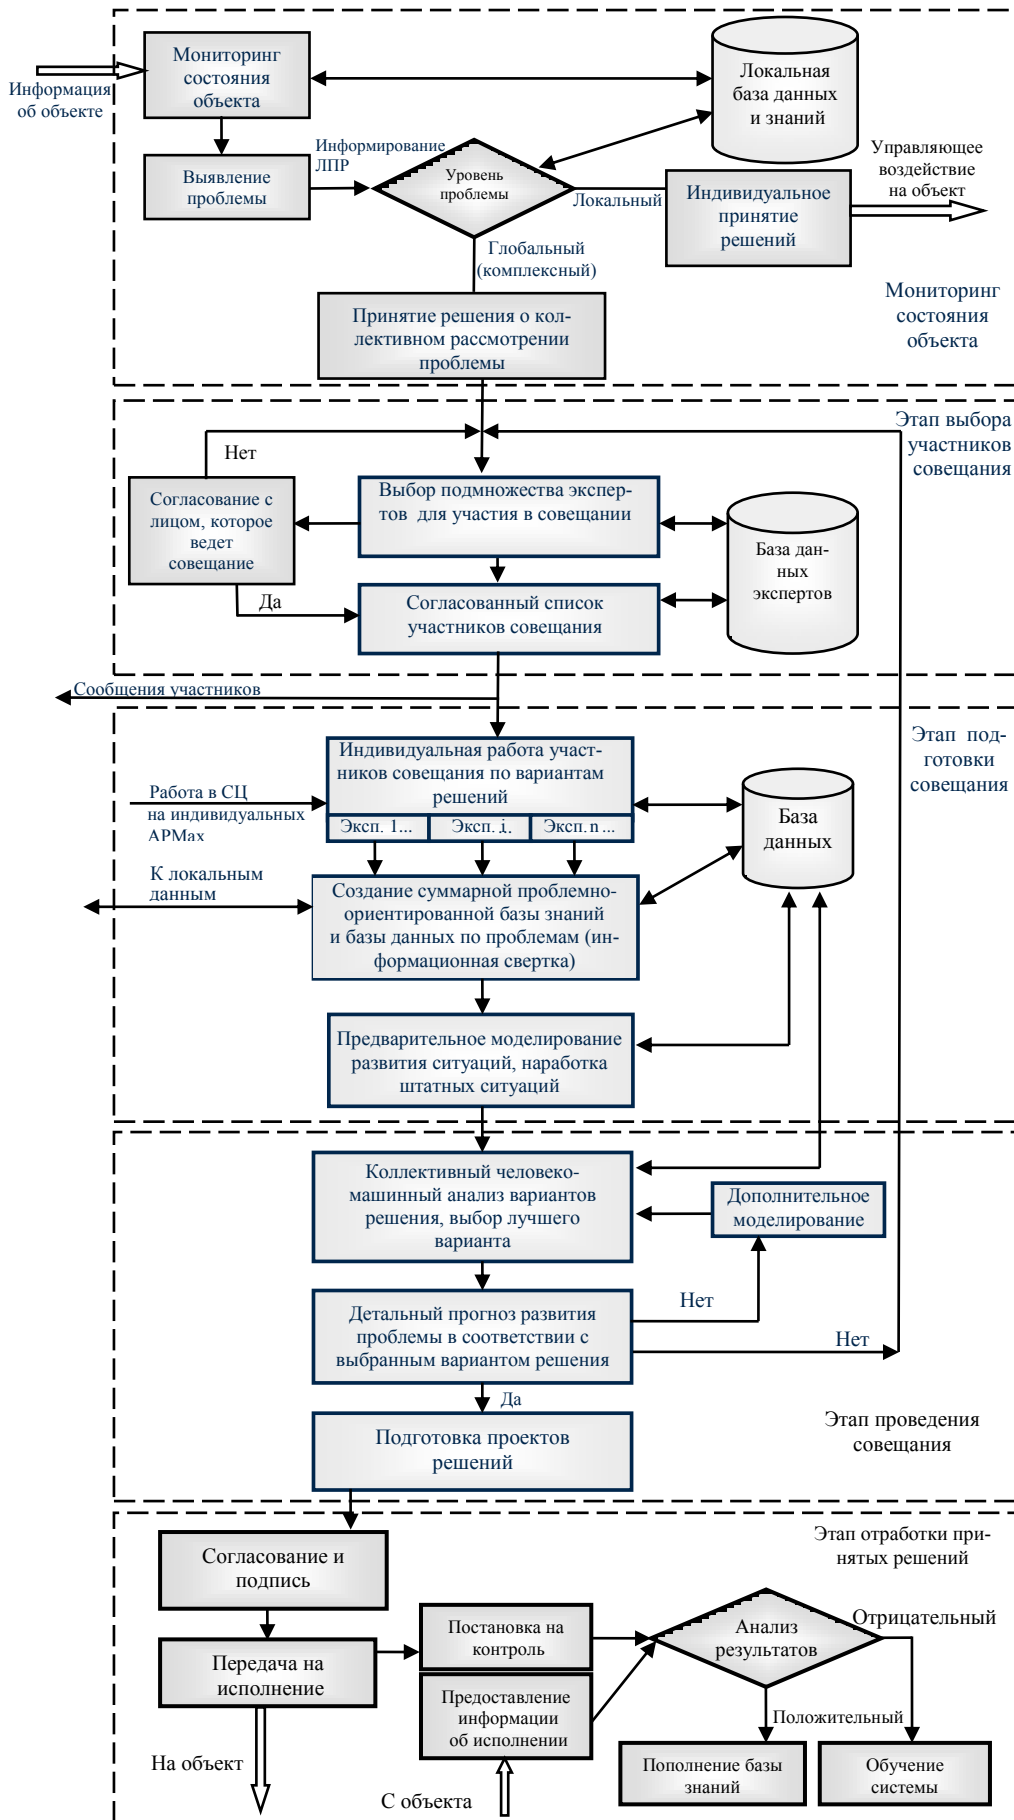 Мониторинг
состояния
объекта
Информация
об объекте
Локальная
база данных
и знаний
Выявление
проблемы
Информирование
ЛПР
Уровень
проблемы
Локальный
Индивидуальное
принятие
решений
Управляющее
воздействие
на объект
Глобальный
(комплексный)
Принятие решения о кол-
лективном рассмотрении
проблемы
Мониторинг
состояния
объекта
Этап выбора
участников
совещания
Нет
Согласование с
лицом, которое
ведет
совещание
Выбор подмножества экспер-
тов для участия в совещании
База дан-
ных
экспертов
Да
Согласованный список
участников совещания
Сообщения участников
Этап под-
готовки
совещания
Индивидуальная работа участ-
ников совещания по вариантам
решений
Эксп. 1...
Эксп. i.
Эксп. n ...
Работа в СЦ
на индивидуальных
АРМах
База
данных
К локальным
данным
Создание суммарной проблемно-
ориентированной базы знаний
и базы данных по проблемам (ин-
формационная свертка)
Предварительное моделирование
развития ситуаций, наработка
штатных ситуаций
Коллективный человеко-
машинный анализ вариантов
решения, выбор лучшего
варианта
Дополнительное
моделирование
Детальный прогноз развития
проблемы в соответствии с
выбранным вариантом решения
Нет
Нет
Да
Подготовка проектов
решений
Этап проведения
совещания
Этап отработки при-
нятых решений
Согласование и
подпись
Передача на
исполнение
Постановка на
контроль
Предоставление
информации
об исполнении
Анализ
результатов
Отрицательный
Положительный
Пополнение базы
знаний
Обучение
системы
На объект
С объекта